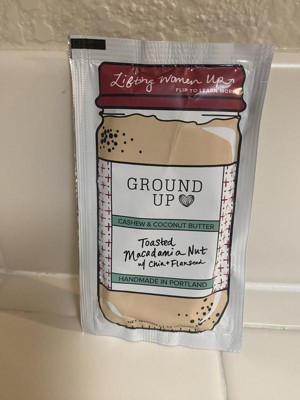 Lifting Women Up
FLIP TO LEARN MORE
GROUND
UP
CASHEW & COCONUT BUTTER
Toasted
Macadamia Nut
w/ Chia + Flaxseed
HANDMADE IN PORTLAND